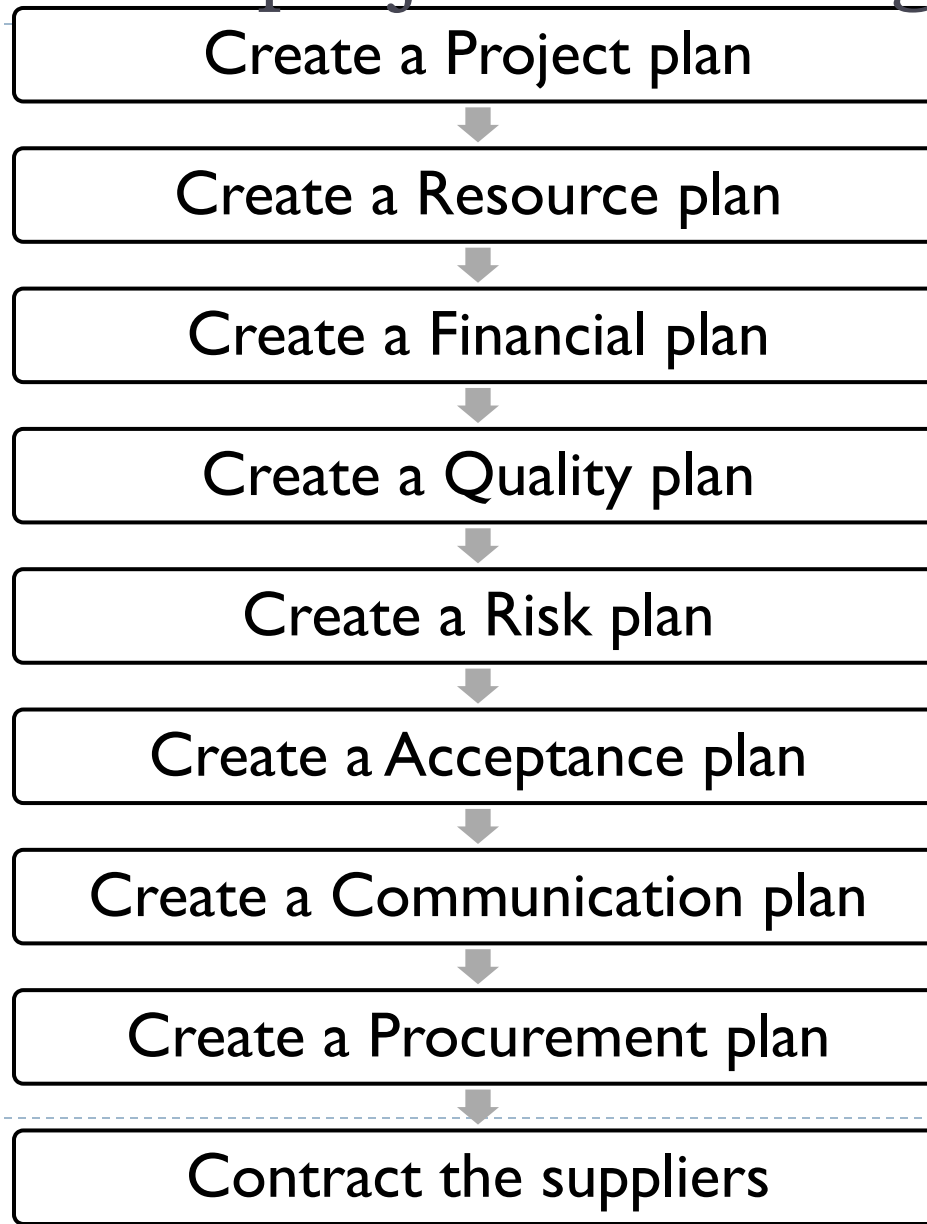 Create a Project plan
Create a Resource plan
Create a Financial plan
Create a Quality plan
Create a Risk plan
Create a Acceptance plan
Create a Communication plan
Create a Procurement plan
Contract the suppliers